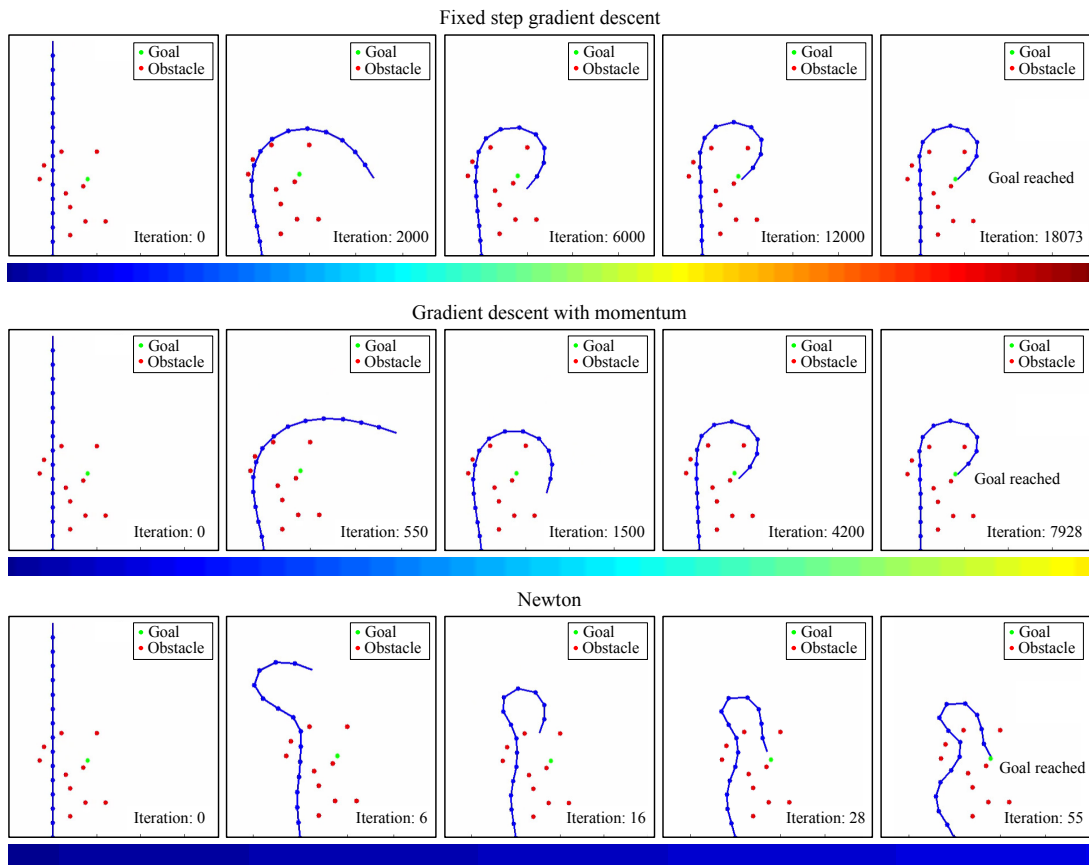 Fixed step gradient descent
Goal
Obstacle
Iteration: 0
Goal
Obstacle
Iteration: 2000
Goal
Obstacle
Iteration: 6000
Goal
Obstacle
Iteration: 12000
Goal
Obstacle
Goal reached
Iteration: 18073
Gradient descent with momentum
Goal
Obstacle
Iteration: 0
Goal
Obstacle
Iteration: 550
Goal
Obstacle
Iteration: 1500
Goal
Obstacle
Iteration: 4200
Goal
Obstacle
Goal reached
Iteration: 7928
Newton
Goal
Obstacle
Iteration: 0
Goal
Obstacle
Iteration: 6
Goal
Obstacle
Iteration: 16
Goal
Obstacle
Iteration: 28
Goal
Obstacle
Goal reached
Iteration: 55